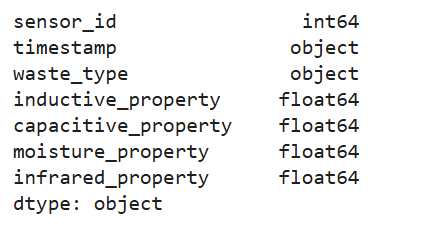 sensor_id int64
timestamp object
waste_type object
inductive_property float64
capacitive_property float64
moisture_property float64
infrared_property float64
dtype: object